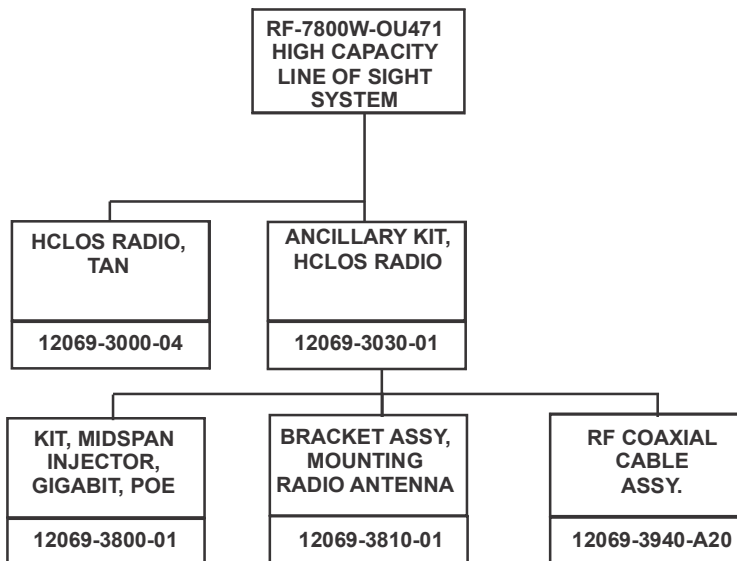 RF-7800W-OU471
HIGH CAPACITY
LINE OF SIGHT
SYSTEM
HCLOS RADIO,
TAN
12069-3000-04
ANCILLARY KIT,
HCLOS RADIO
12069-3030-01
KIT, MIDSPAN
INJECTOR,
GIGABIT, POE
12069-3800-01
BRACKET ASSY,
MOUNTING
RADIO ANTENNA
12069-3810-01
RF COAXIAL
CABLE
ASSY.
12069-3940-A20